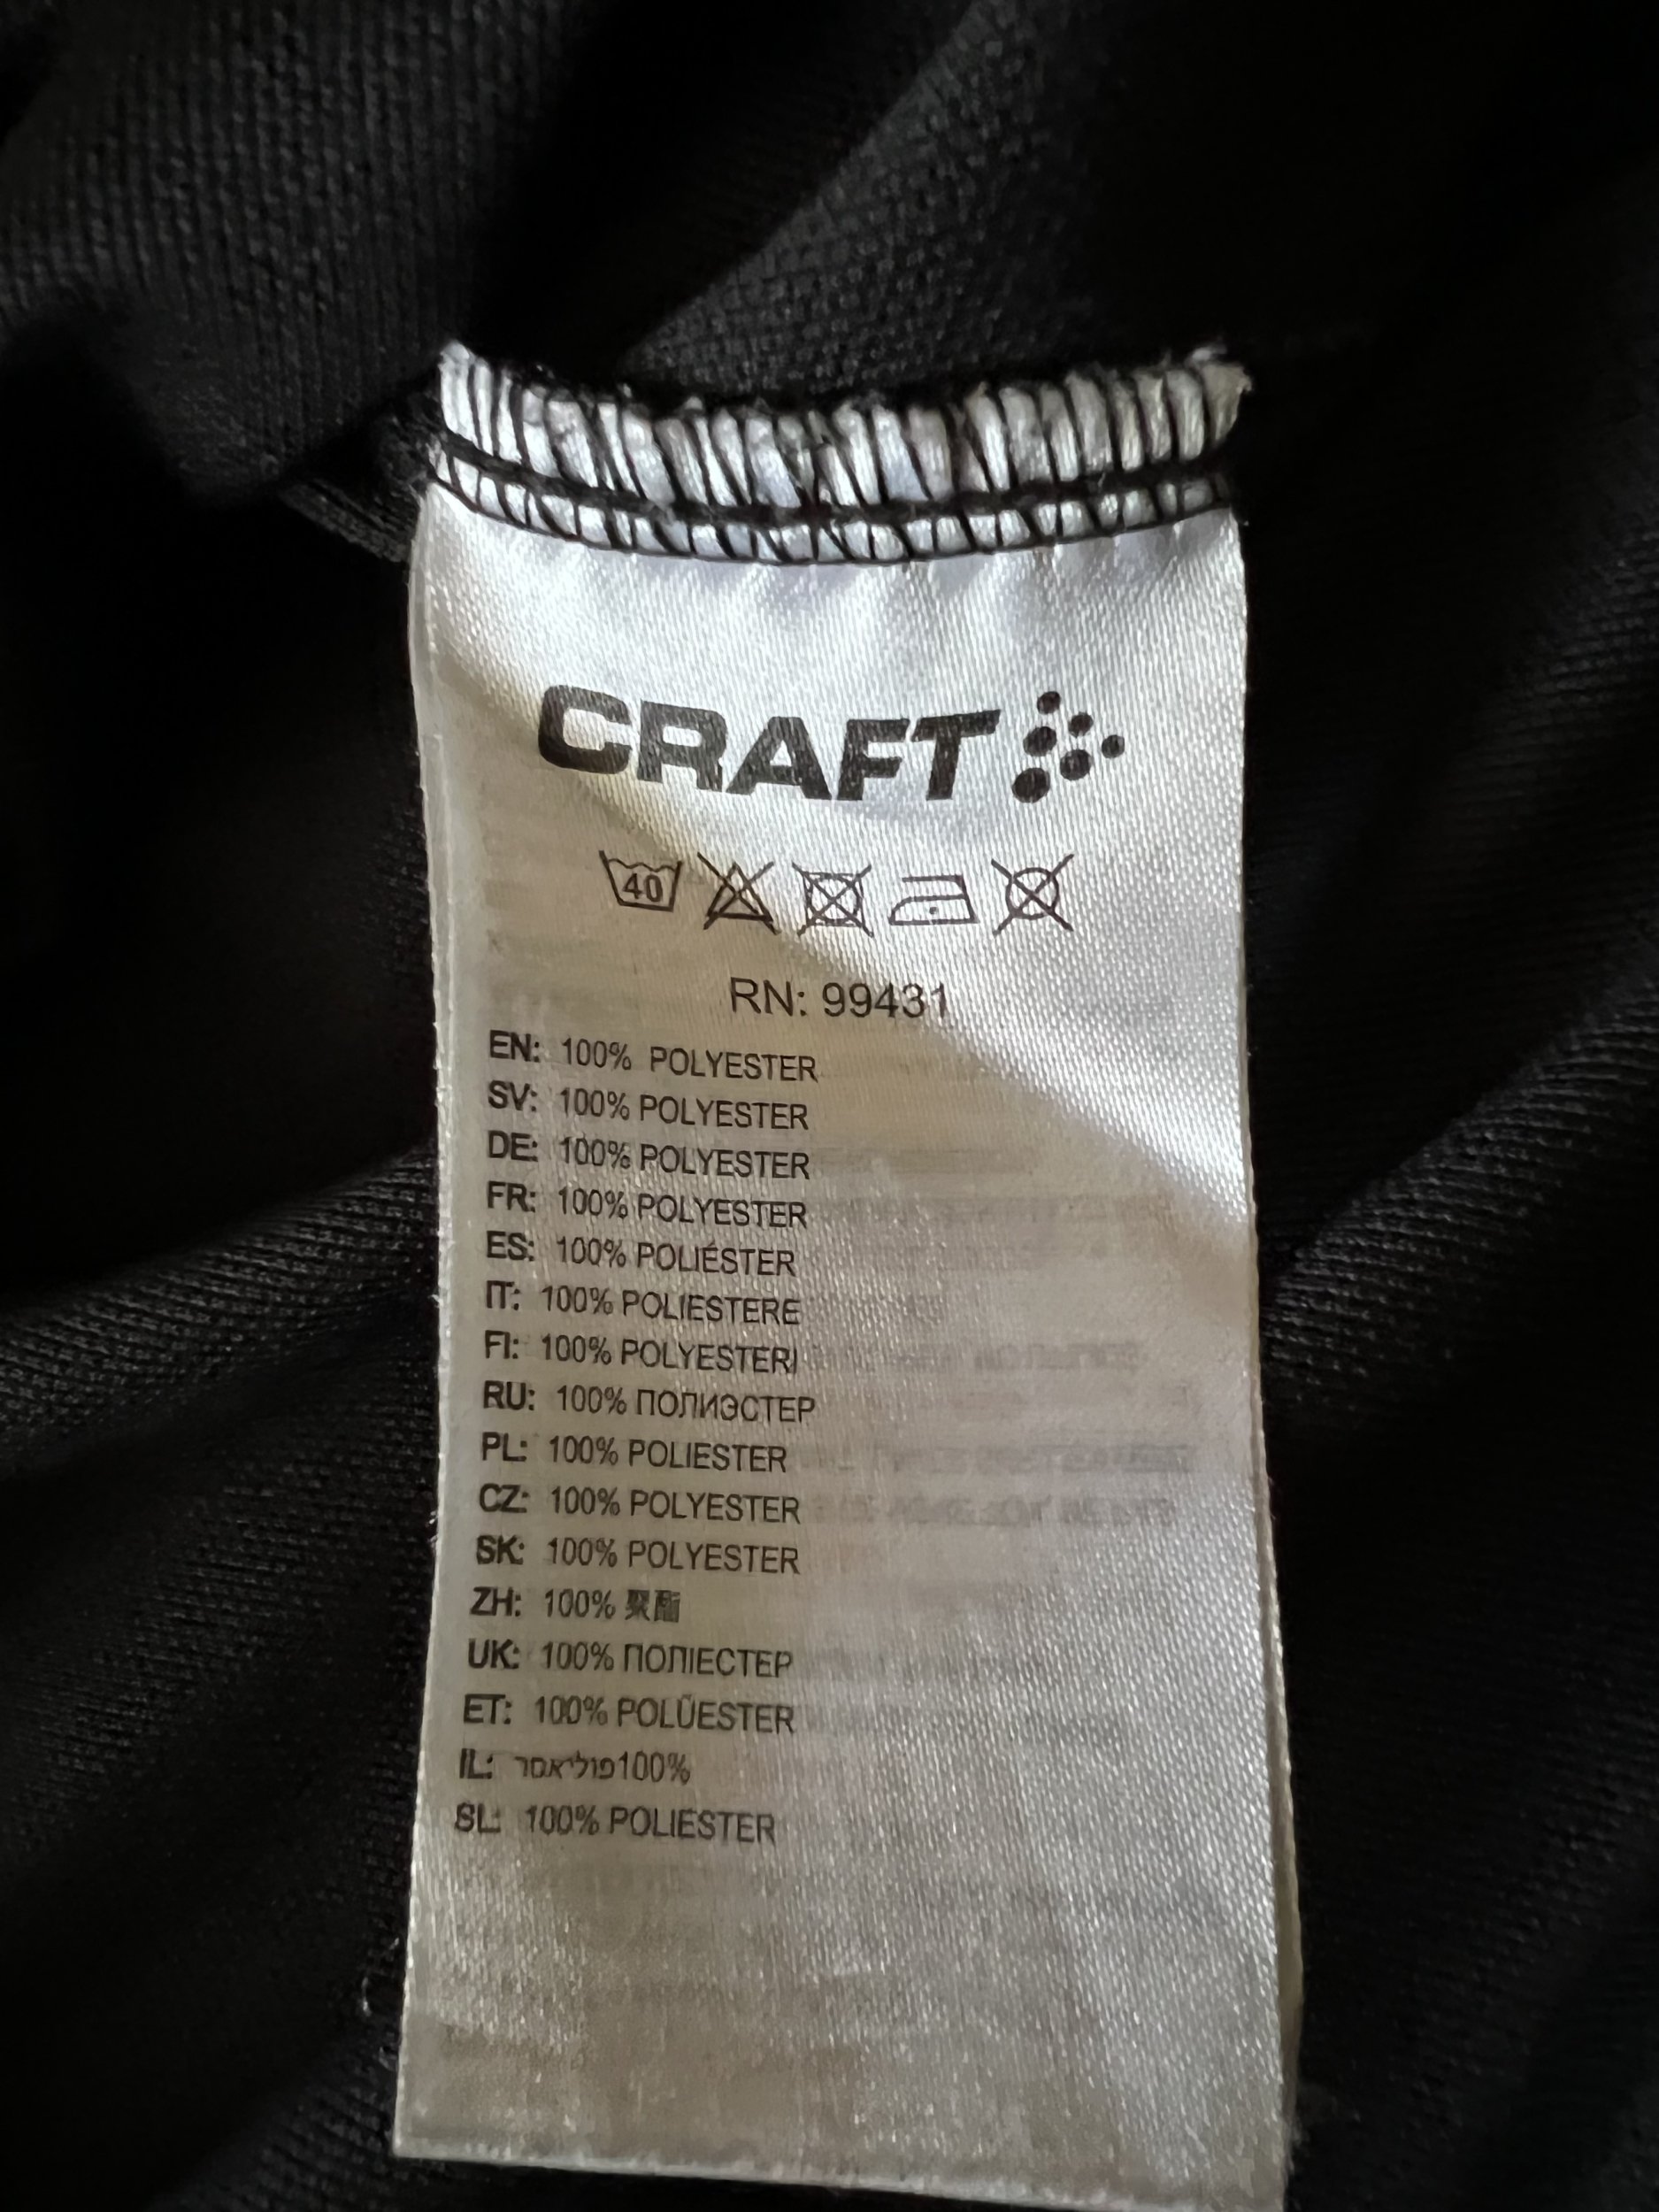 CRAFT
40
RN: 99431
EN: 100% POLYESTER
SV: 100% POLYESTER
DE: 100% POLYESTER
FR: 100% POLYESTER
ES: 100% POLIÉSTER
IT: 100% POLIESTERE
FI: 100% POLYESTERI
RU: 100% ПОЛИЭСТЕР
PL: 100% POLIESTER
CZ: 100% POLYESTER
SK: 100% POLYESTER
ZH: 100% 聚酯
UK: 100% ПОЛІЕСТЕР
ET: 100% POLÜESTER
IL: פוליאסר100%
SL: 100% POLIESTER